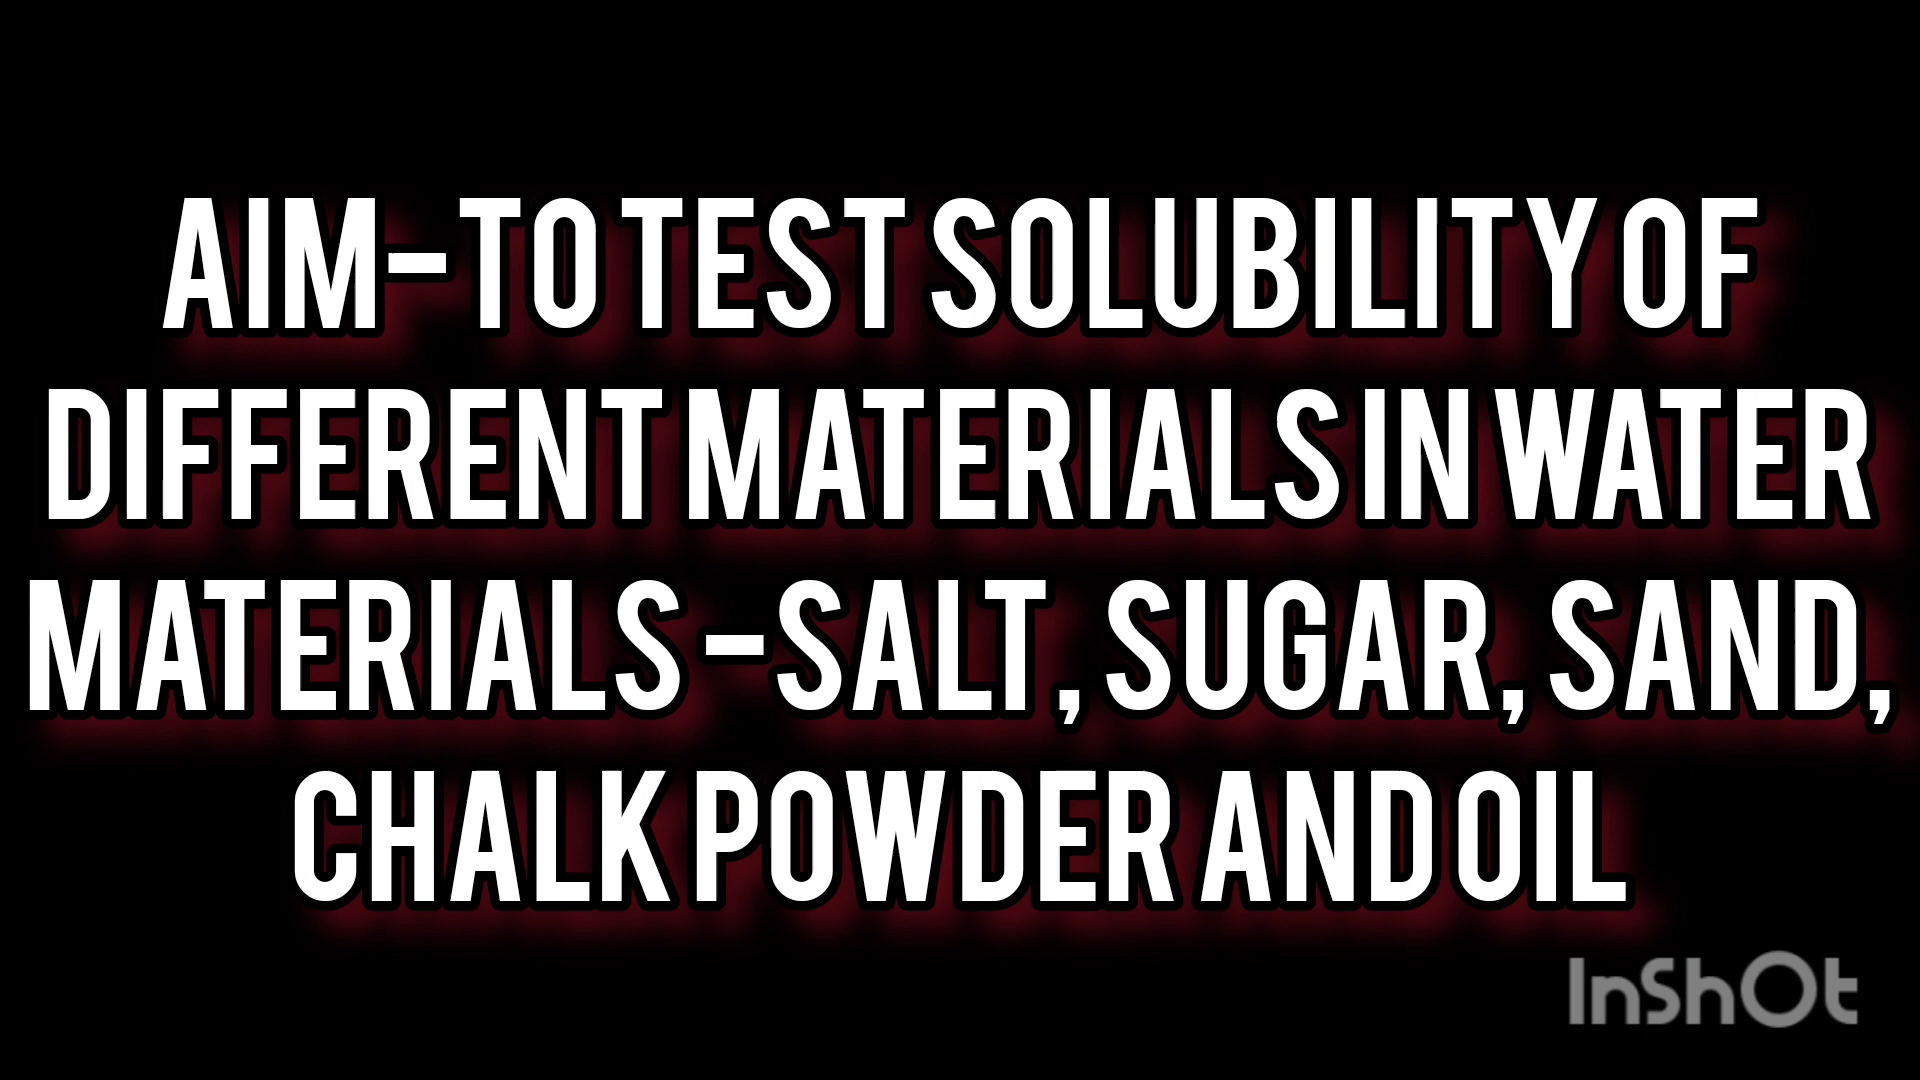 AIM-TO TEST SOLUBILITY OF
DIFFERENT MATERIALS IN WATER
MATERIALS -SALT, SUGAR, SAND,
CHALK POWDER AND OIL
InShOt